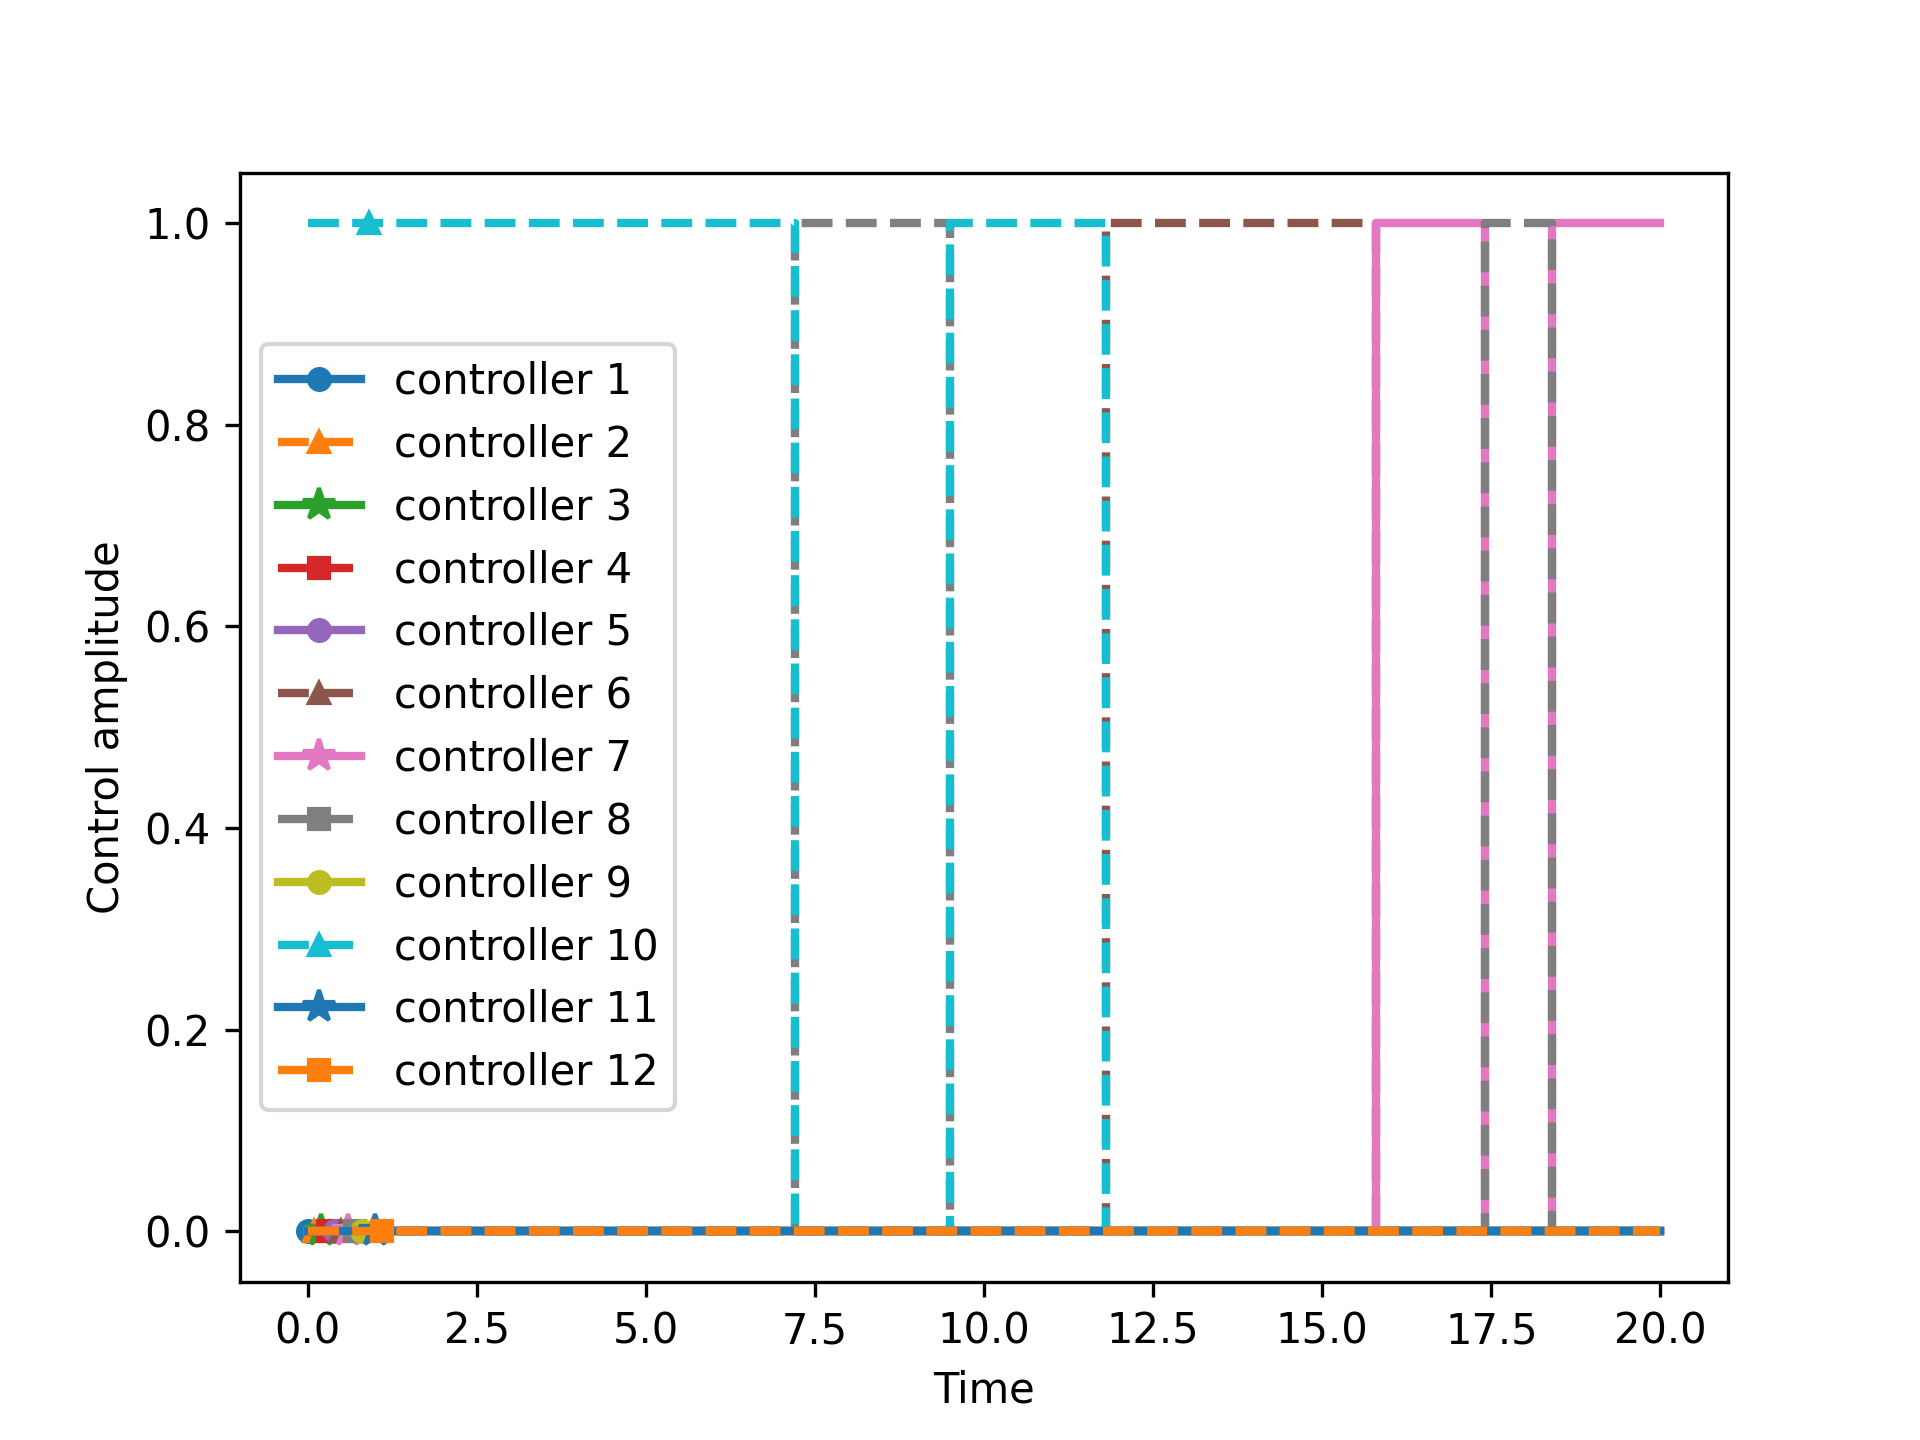 1.0
0.8
0.6
0.4
0.2
0.0
Control amplitude
controller 1
controller 2
controller 3
controller 4
controller 5
controller 6
controller 7
controller 8
controller 9
controller 10
controller 11
controller 12
0.0 2.5 5.0 7.5 10.0 12.5 15.0 17.5 20.0
Time